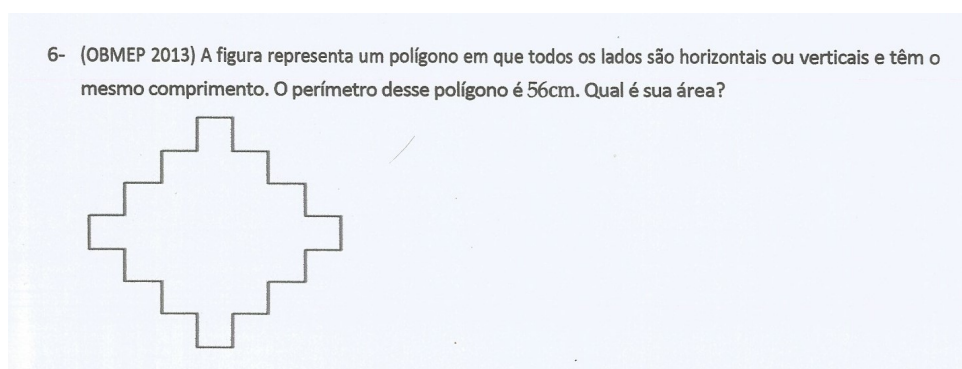 6- (OBMEP 2013) A figura representa um polígono em que todos os lados são horizontais ou verticais e têm o
mesmo comprimento. O perímetro desse polígono é 56cm. Qual é sua área?